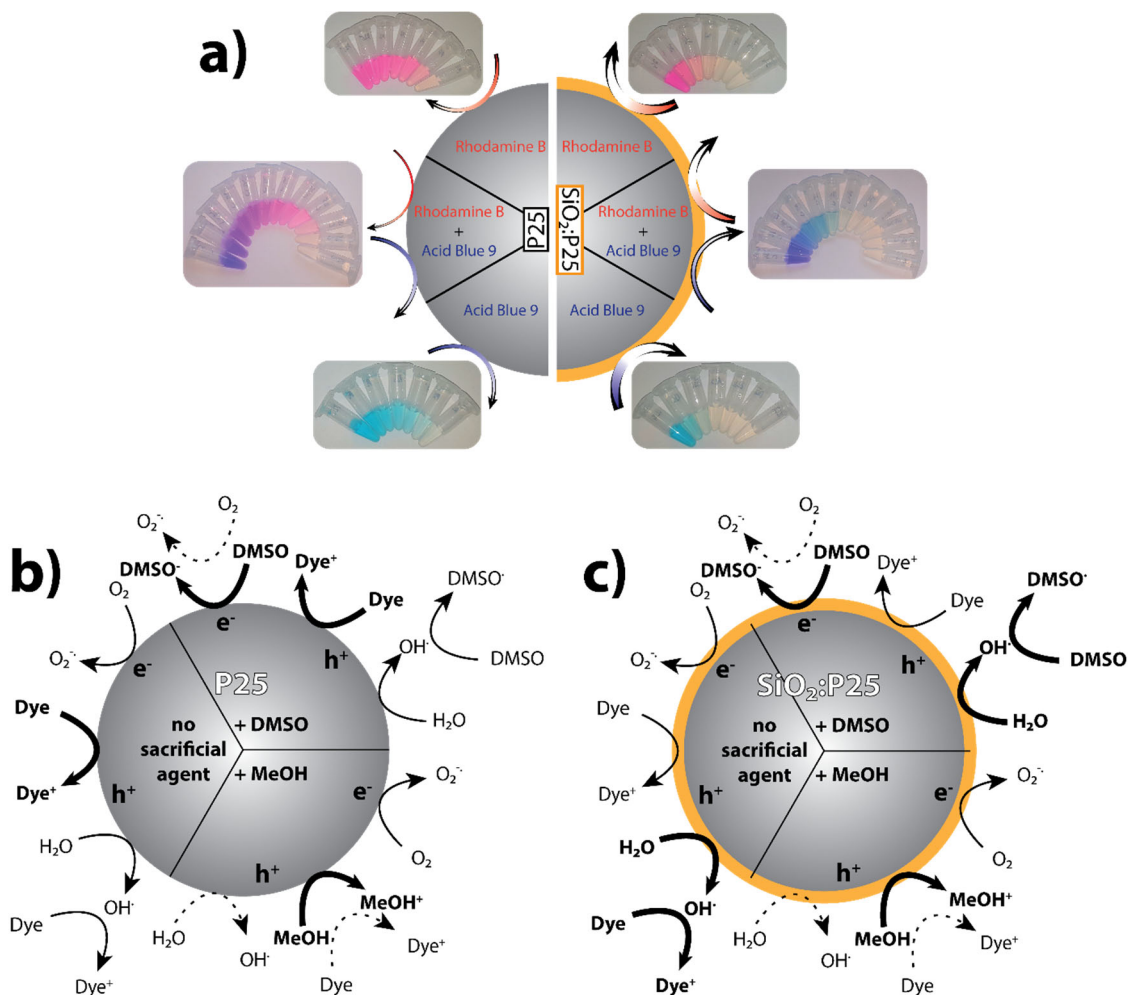 a)
Rhodamine B
Rhodamine B
Rhodamine B
+
Acid Blue 9
P25
SiO₂:P25
Rhodamine B
+
Acid Blue 9
Acid Blue 9
Acid Blue 9
b)
O₂⁻·
O₂
DMSO⁻
DMSO
Dye⁺
Dye
DMSO·
DMSO
O₂
O₂⁻·
e⁻
e⁻
h⁺
OH·
H₂O
P25
Dye
Dye⁺
no
sacrificial
agent
+ DMSO
+ MeOH
h⁺
e⁻
O₂⁻·
O₂
H₂O
OH·
Dye
Dye⁺
h⁺
H₂O
OH·
MeOH
MeOH⁺
Dye
Dye⁺
c)
O₂⁻·
O₂
DMSO⁻
DMSO
Dye⁺
Dye
DMSO·
DMSO
O₂
O₂⁻·
e⁻
e⁻
h⁺
OH·
H₂O
SiO₂:P25
Dye
Dye⁺
no
sacrificial
agent
+ DMSO
+ MeOH
h⁺
e⁻
O₂⁻·
O₂
H₂O
OH·
Dye
Dye⁺
h⁺
H₂O
OH·
MeOH
MeOH⁺
Dye
Dye⁺